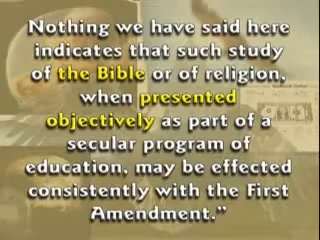 Nothing we have said here
indicates that such study
of the Bible or of religion,
when presented
objectively as part of a
secular program of
education, may be effected
consistently with the First
Amendment."